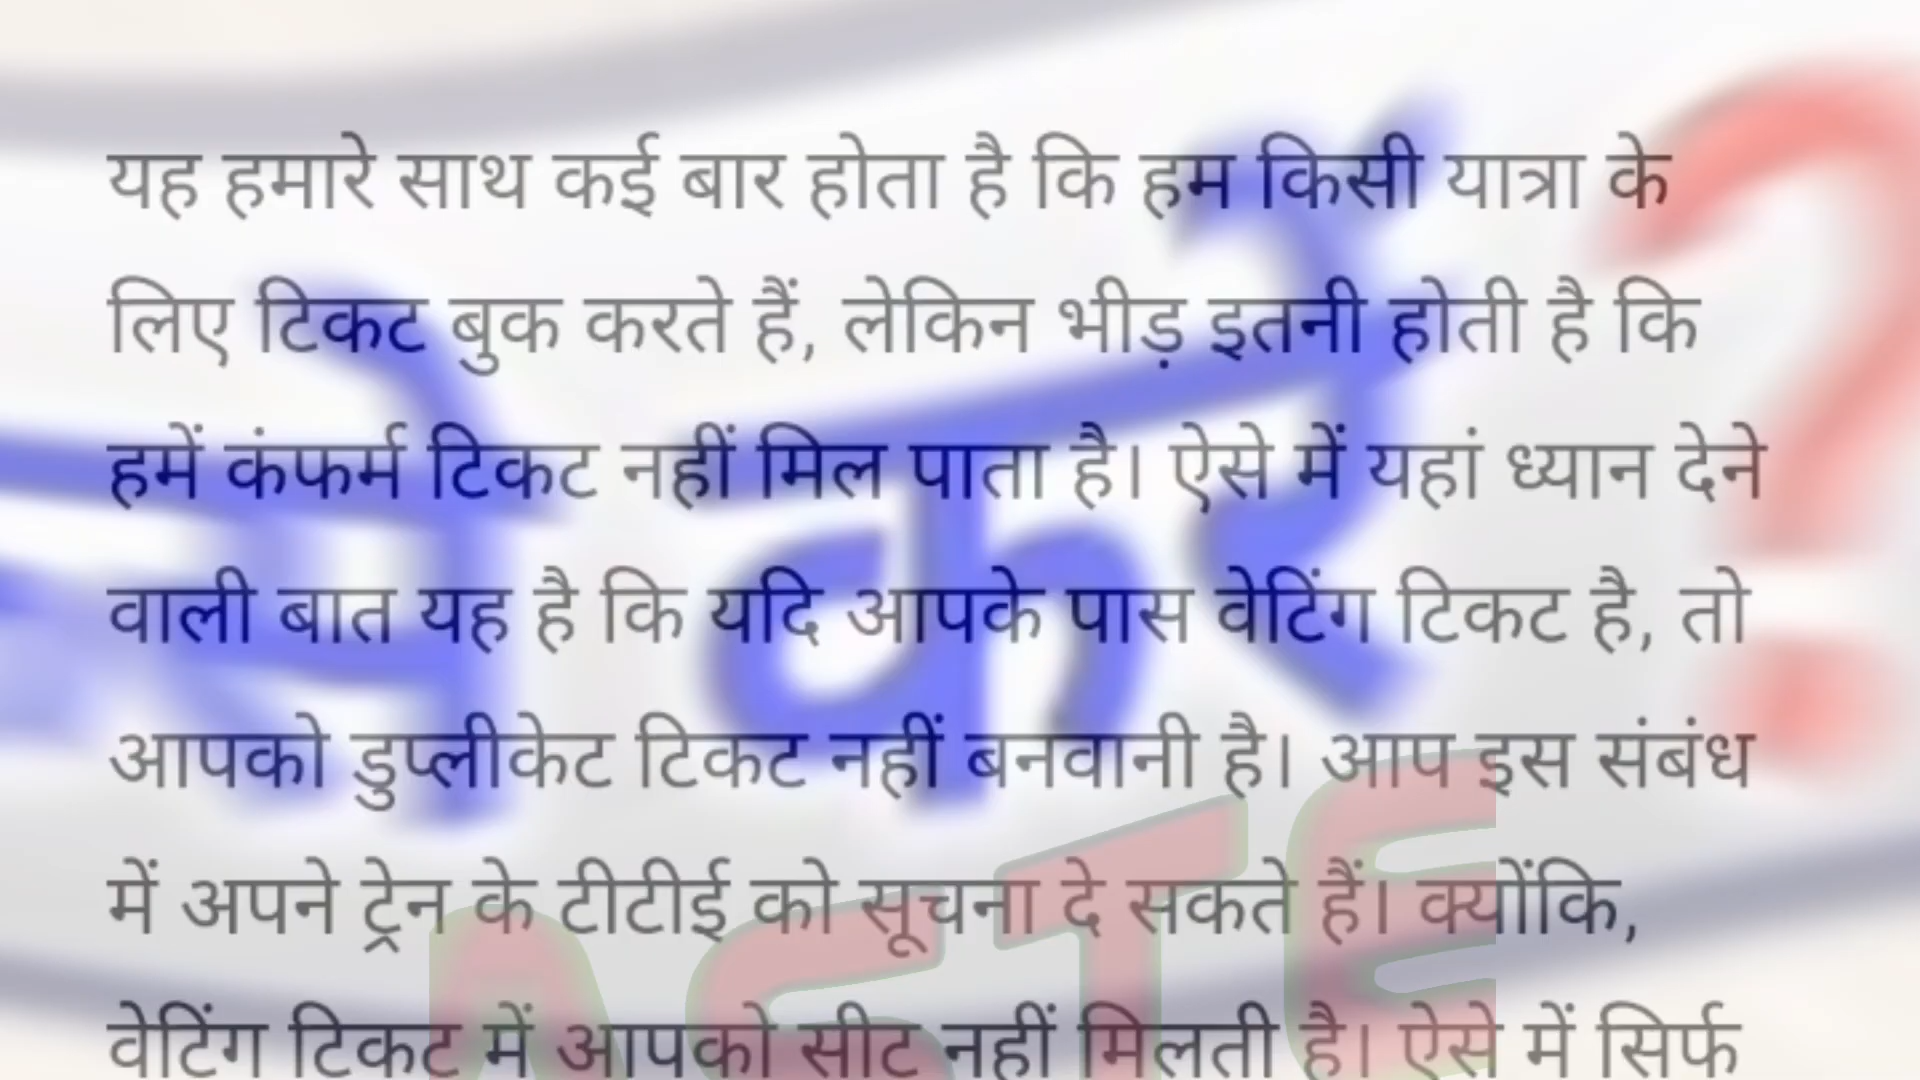 यह हमारे साथ कई बार होता है कि हम किसी यात्रा के
लिए टिकट बुक करते हैं, लेकिन भीड़ इतनी होती है कि
हमें कंफर्म टिकट नहीं मिल पाता है। ऐसे में यहां ध्यान देने
वाली बात यह है कि यदि आपके पास वेटिंग टिकट है, तो
आपको डुप्लीकेट टिकट नहीं बनवानी है। आप इस संबंध
में अपने ट्रेन के टीटीई को सूचना दे सकते हैं। क्योंकि,
वेटिंग टिकट में आपको सीट नहीं मिलती है। ऐसे में सिर्फ
करें ?